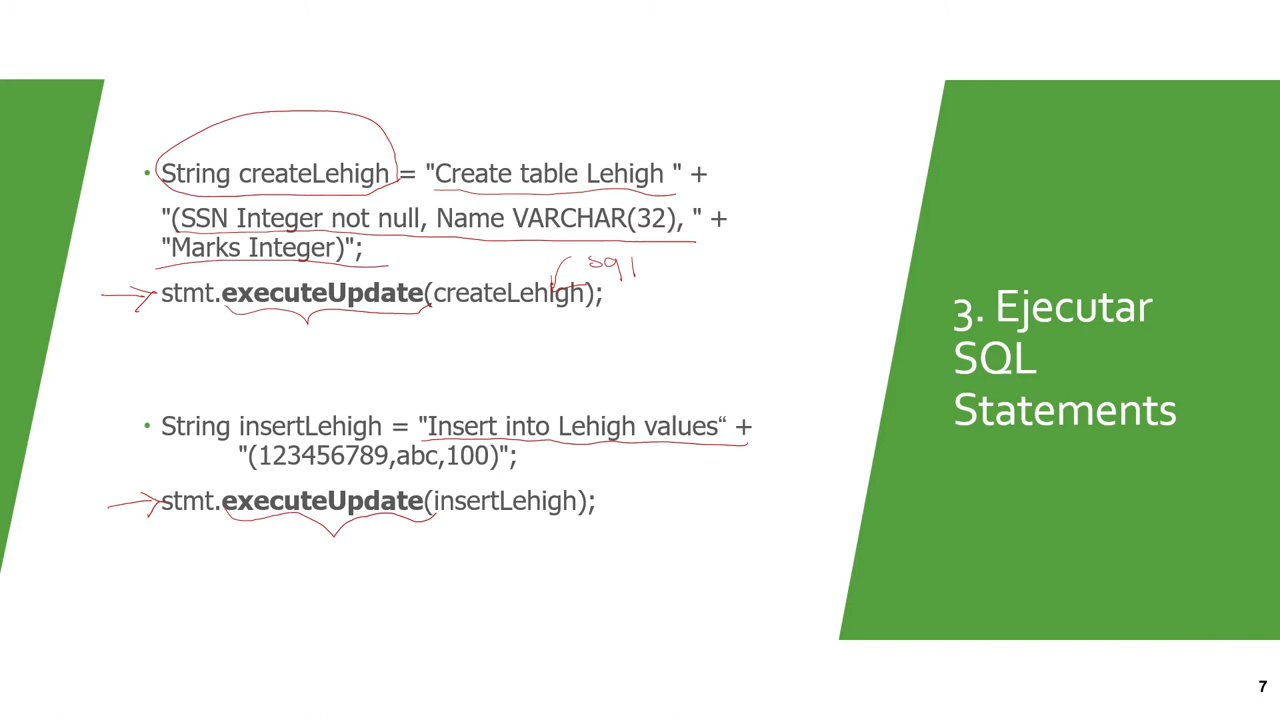 • String createLehigh = "Create table Lehigh " +
"(SSN Integer not null, Name VARCHAR(32), " +
"Marks Integer)";
sql
stmt.executeUpdate(createLehigh);
• String insertLehigh = "Insert into Lehigh values“ +
"(123456789,abc,100)";
stmt.executeUpdate(insertLehigh);
3. Ejecutar
SQL
Statements
7